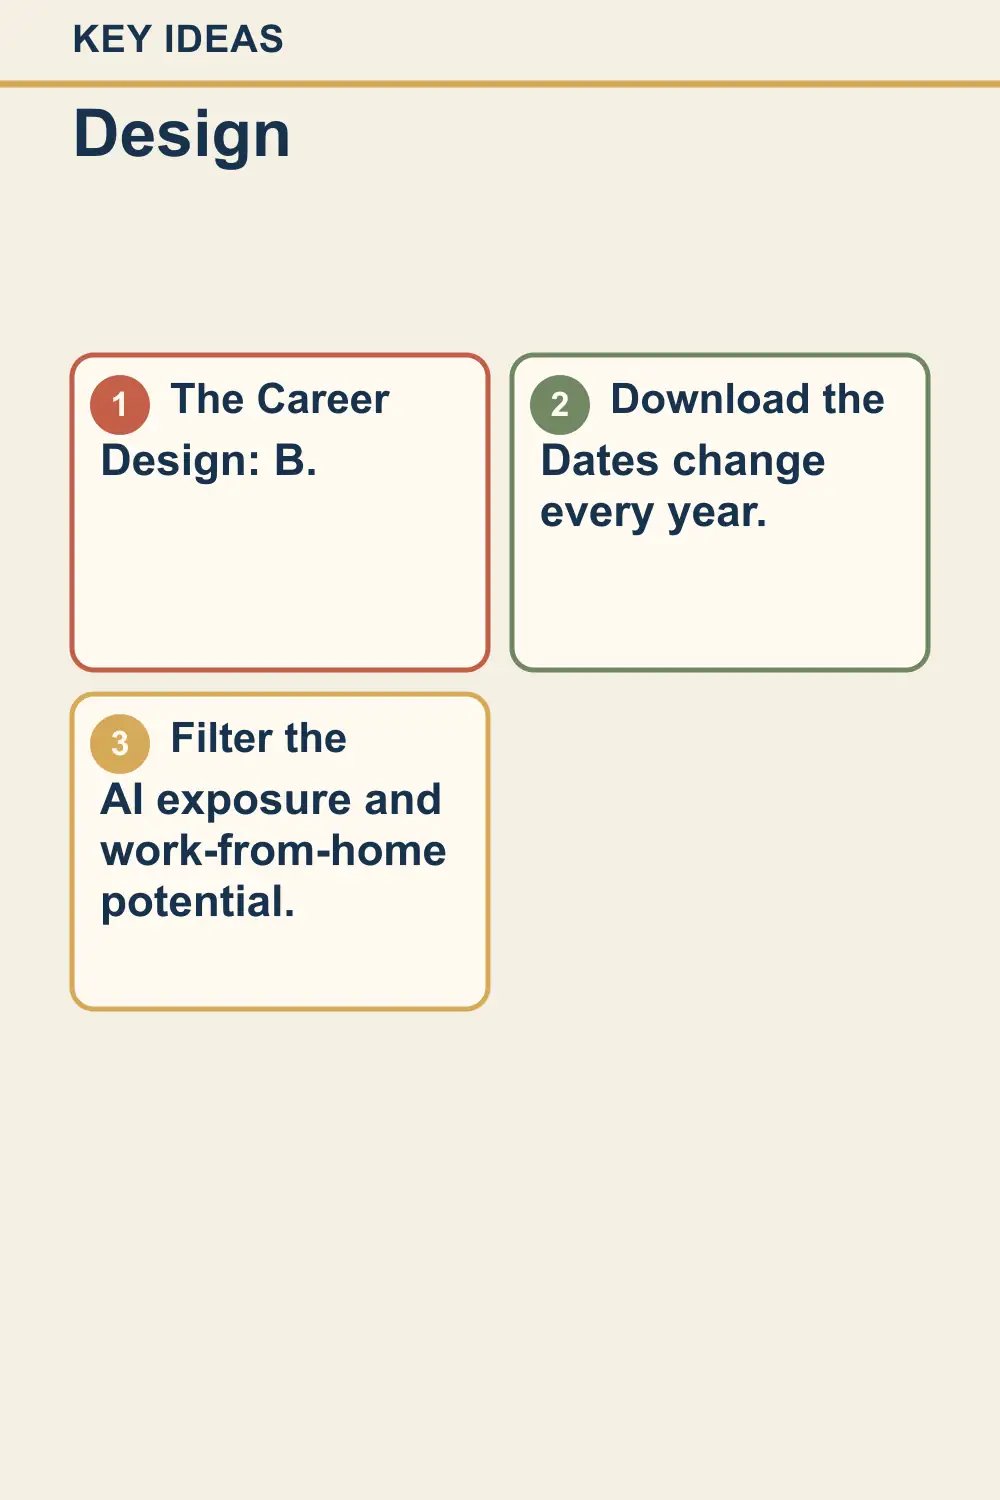 KEY IDEAS
Design
1 The Career
Design: B.
2 Download the
Dates change
every year.
3 Filter the
AI exposure and
work-from-home
potential.